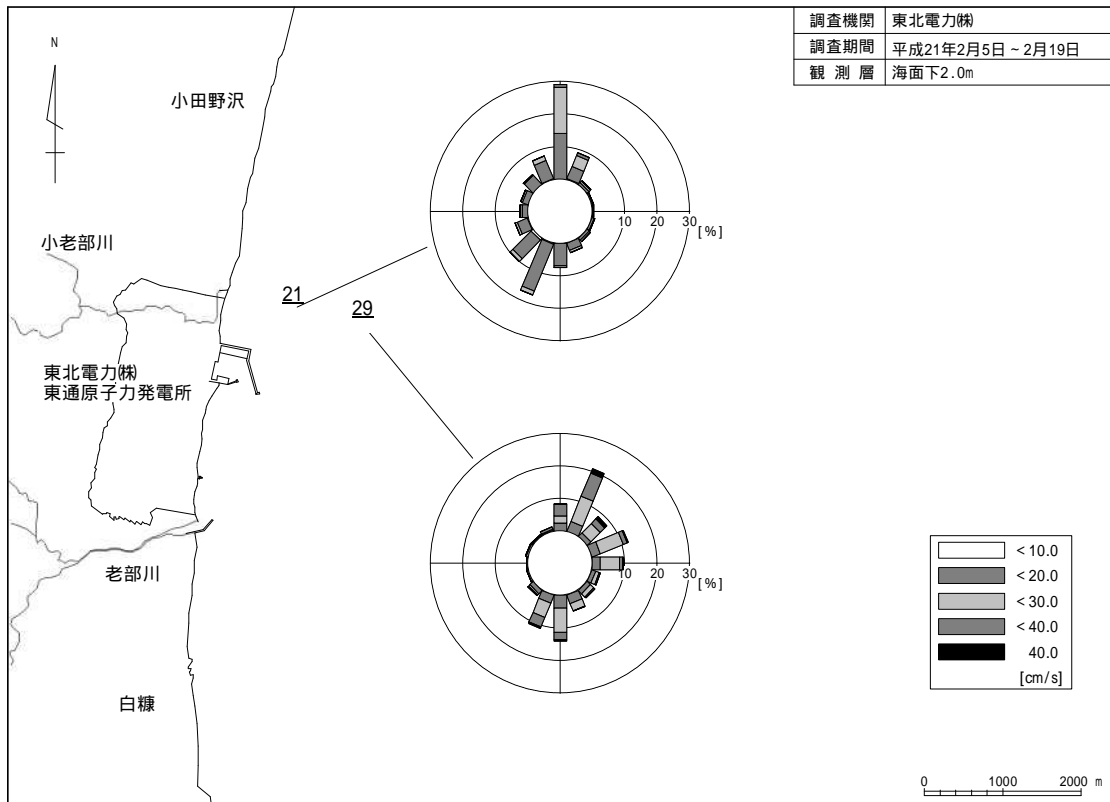 調査機関 東北電力㈱
調査期間 平成21年2月5日～2月19日
観測層 海面下2.0m
N
小田野沢
10 20 30
[%]
小老部川
21
29
東北電力㈱
東通原子力発電所
10 20 30
[%]
老部川
白糠
<10.0
<20.0
<30.0
<40.0
40.0
[cm/s]
0 1000 2000 m